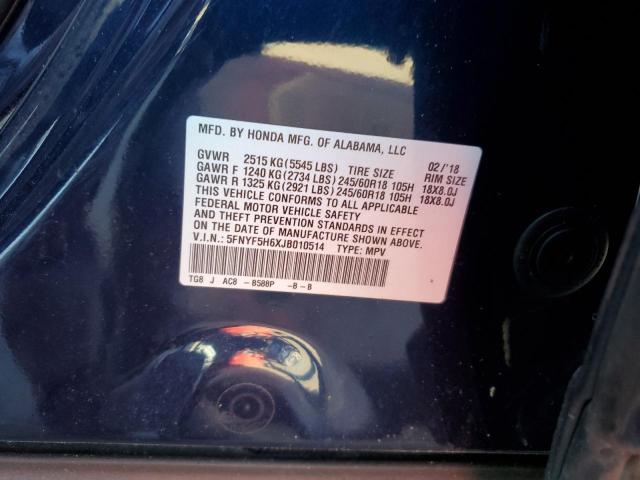 MFD. BY HONDA MFG. OF ALABAMA, LLC
02/'18
GVWR 2515 KG (5545 LBS) TIRE SIZE RIM SIZE
GAWR F 1240 KG (2734 LBS) 245/60R18 105H 18X8.0J
GAWR R 1325 KG (2921 LBS) 245/60R18 105H 18X8.0J
THIS VEHICLE CONFORMS TO ALL APPLICABLE
FEDERAL MOTOR VEHICLE SAFETY
AND THEFT PREVENTION STANDARDS IN EFFECT
ON THE DATE OF MANUFACTURE SHOWN ABOVE.
V.I.N.: 5FNYF5H6XJB010514 TYPE: MPV
TG8 J AC8 -B588P -B-B